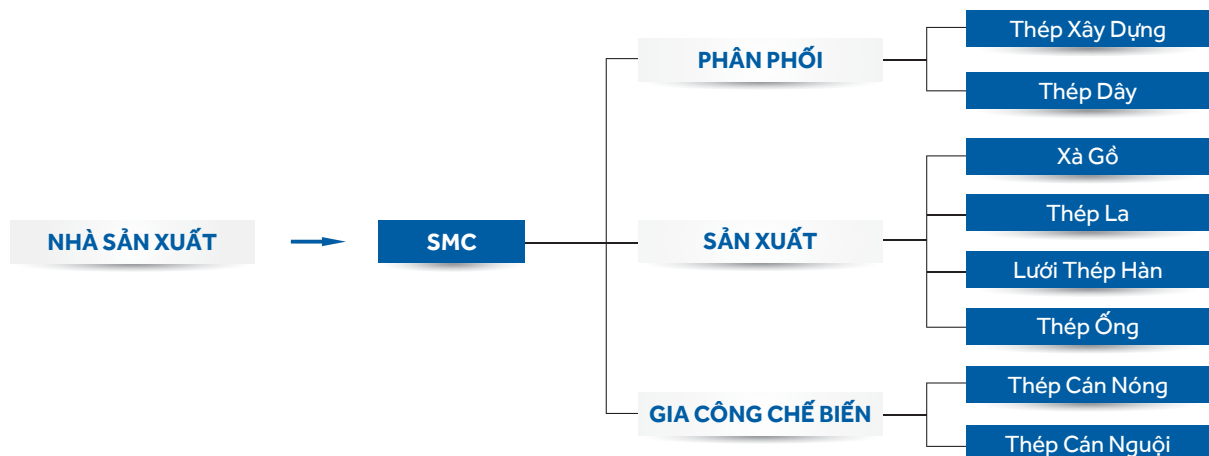 NHÀ SẢN XUẤT
SMC
PHÂN PHỐI
Thép Xây Dựng
Thép Dây
SẢN XUẤT
Xà Gồ
Thép La
Lưới Thép Hàn
Thép Ống
GIA CÔNG CHẾ BIẾN
Thép Cán Nóng
Thép Cán Nguội